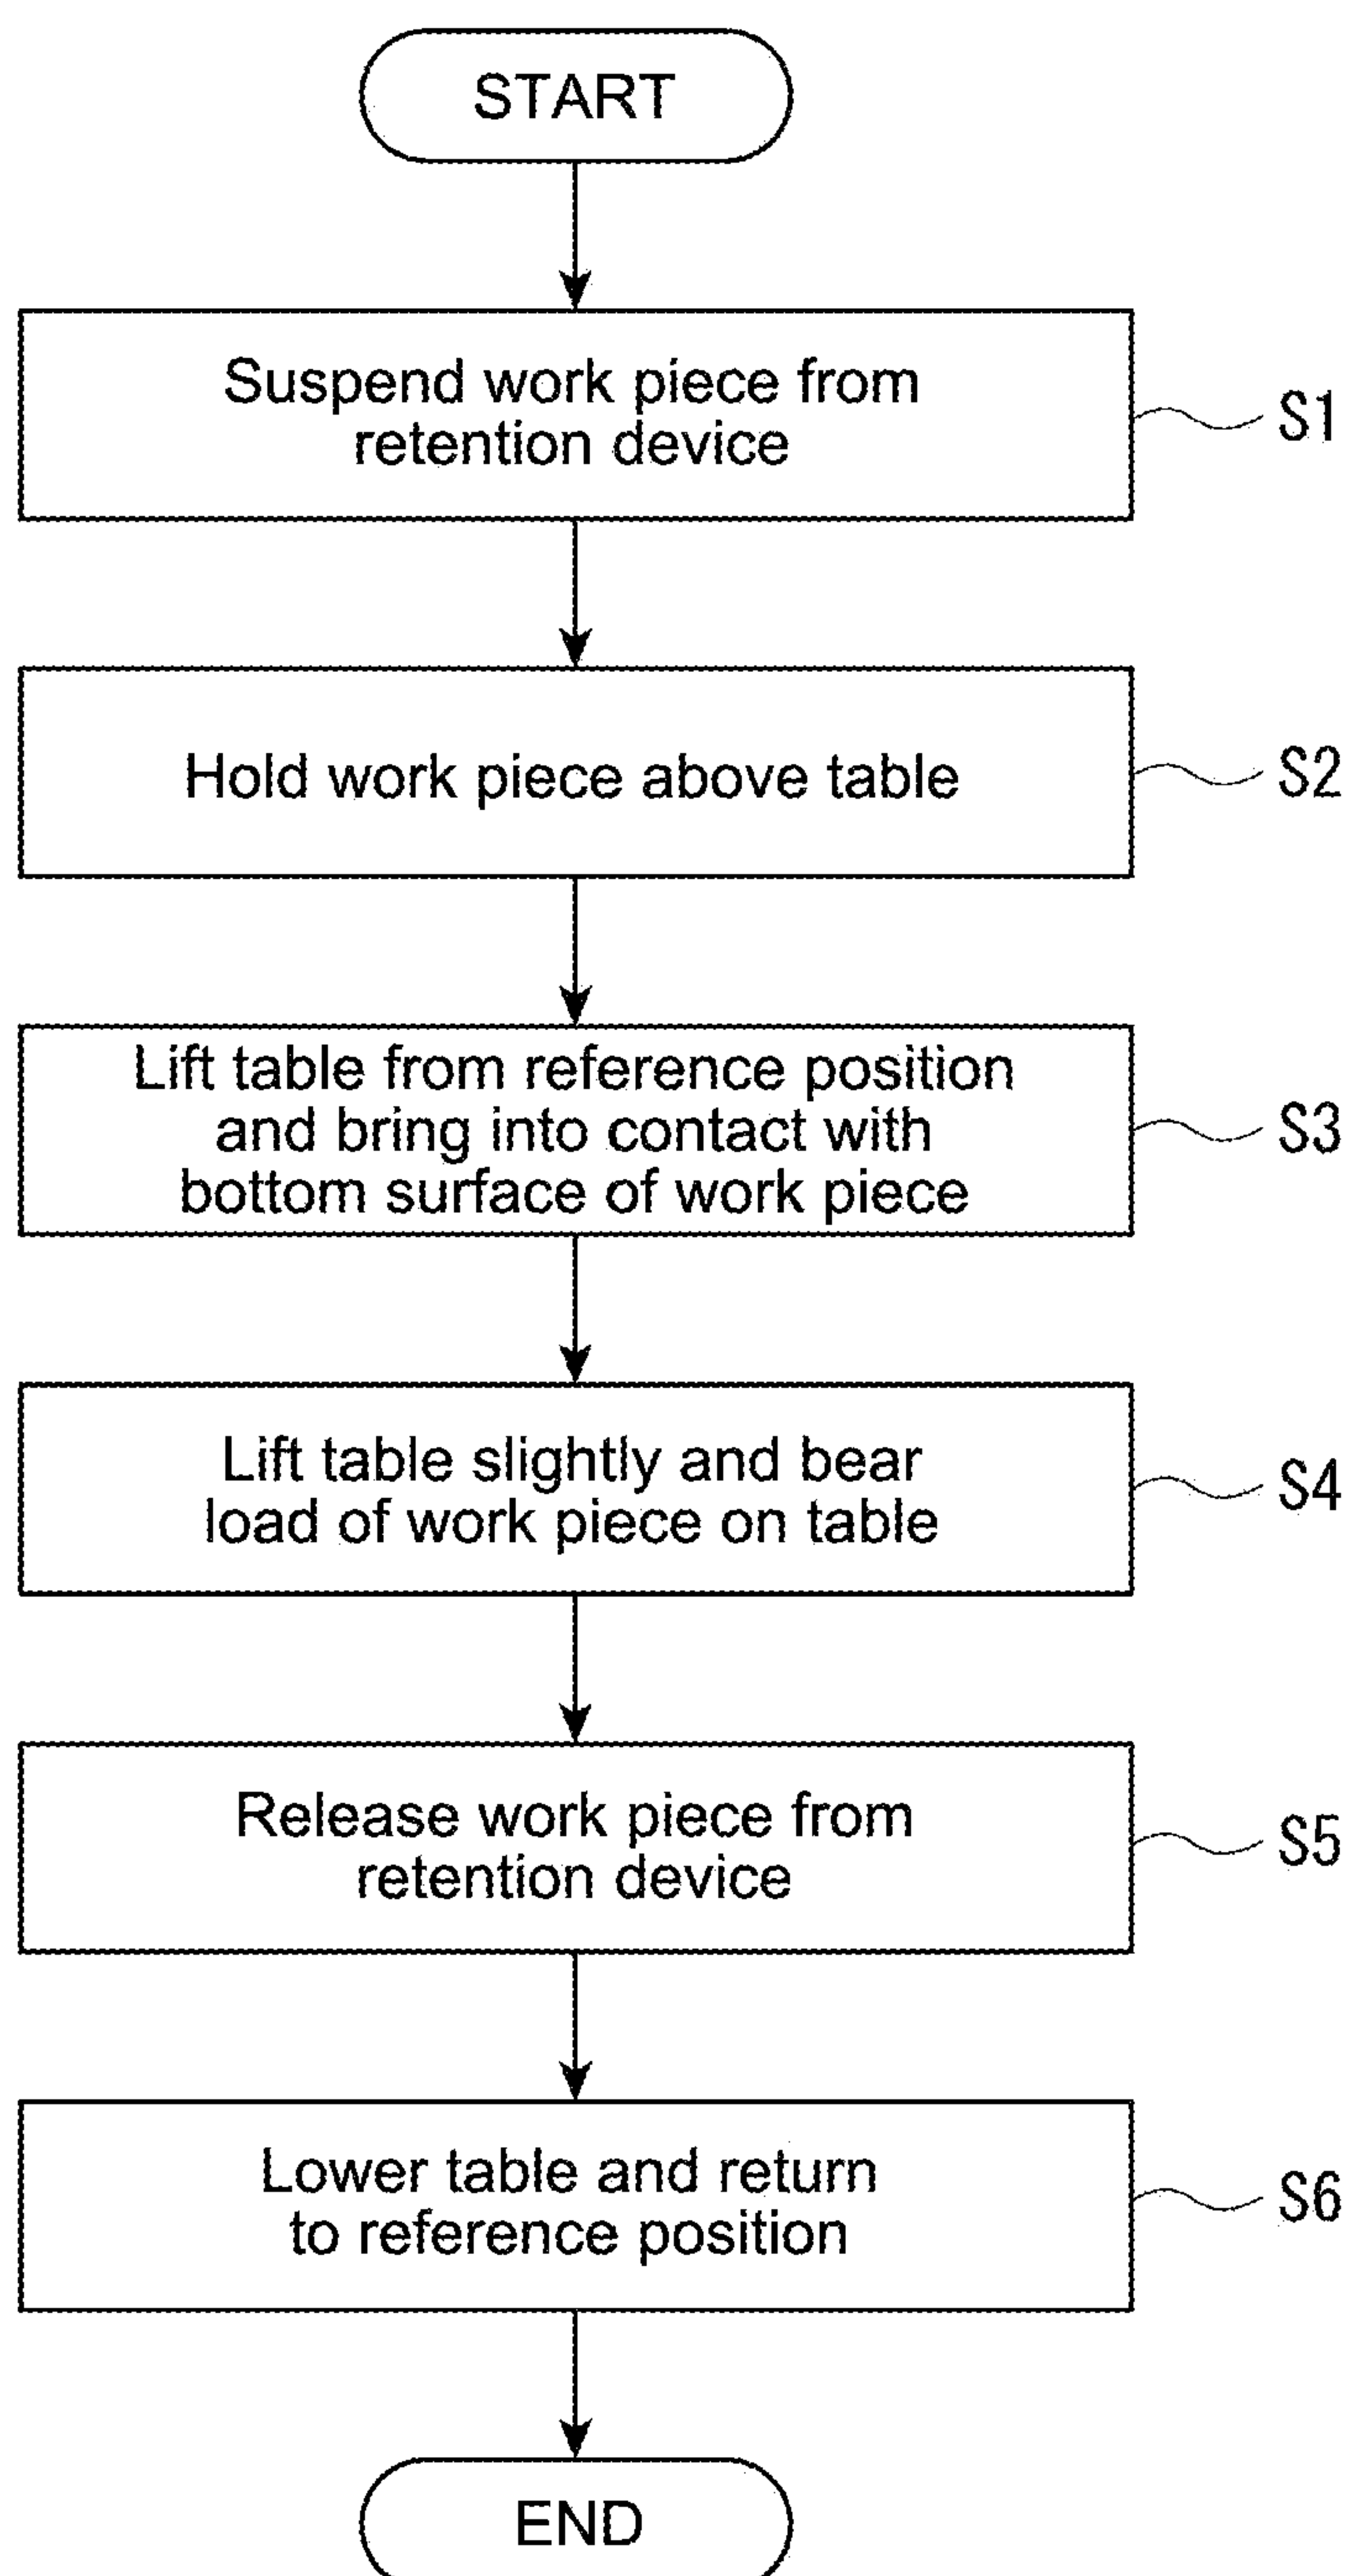 START
Suspend work piece from
retention device
S1
Hold work piece above table
S2
Lift table from reference position
and bring into contact with
bottom surface of work piece
S3
Lift table slightly and bear
load of work piece on table
S4
Release work piece from
retention device
S5
Lower table and return
to reference position
S6
END